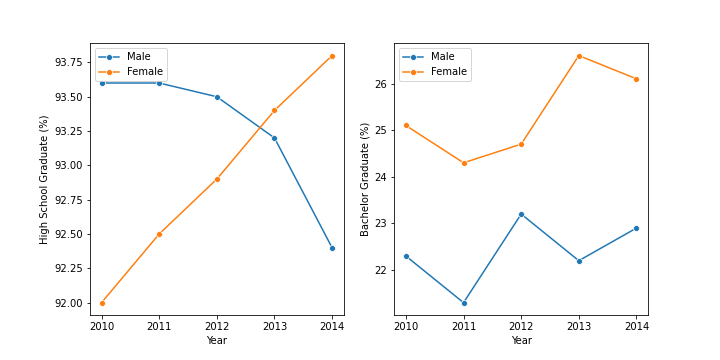 Male
Female
High School Graduate (%)
93.75
93.50
93.25
93.00
92.75
92.50
92.25
92.00
2010 2011 2012 2013 2014
Year
Male
Female
Bachelor Graduate (%)
26
25
24
23
22
2010 2011 2012 2013 2014
Year